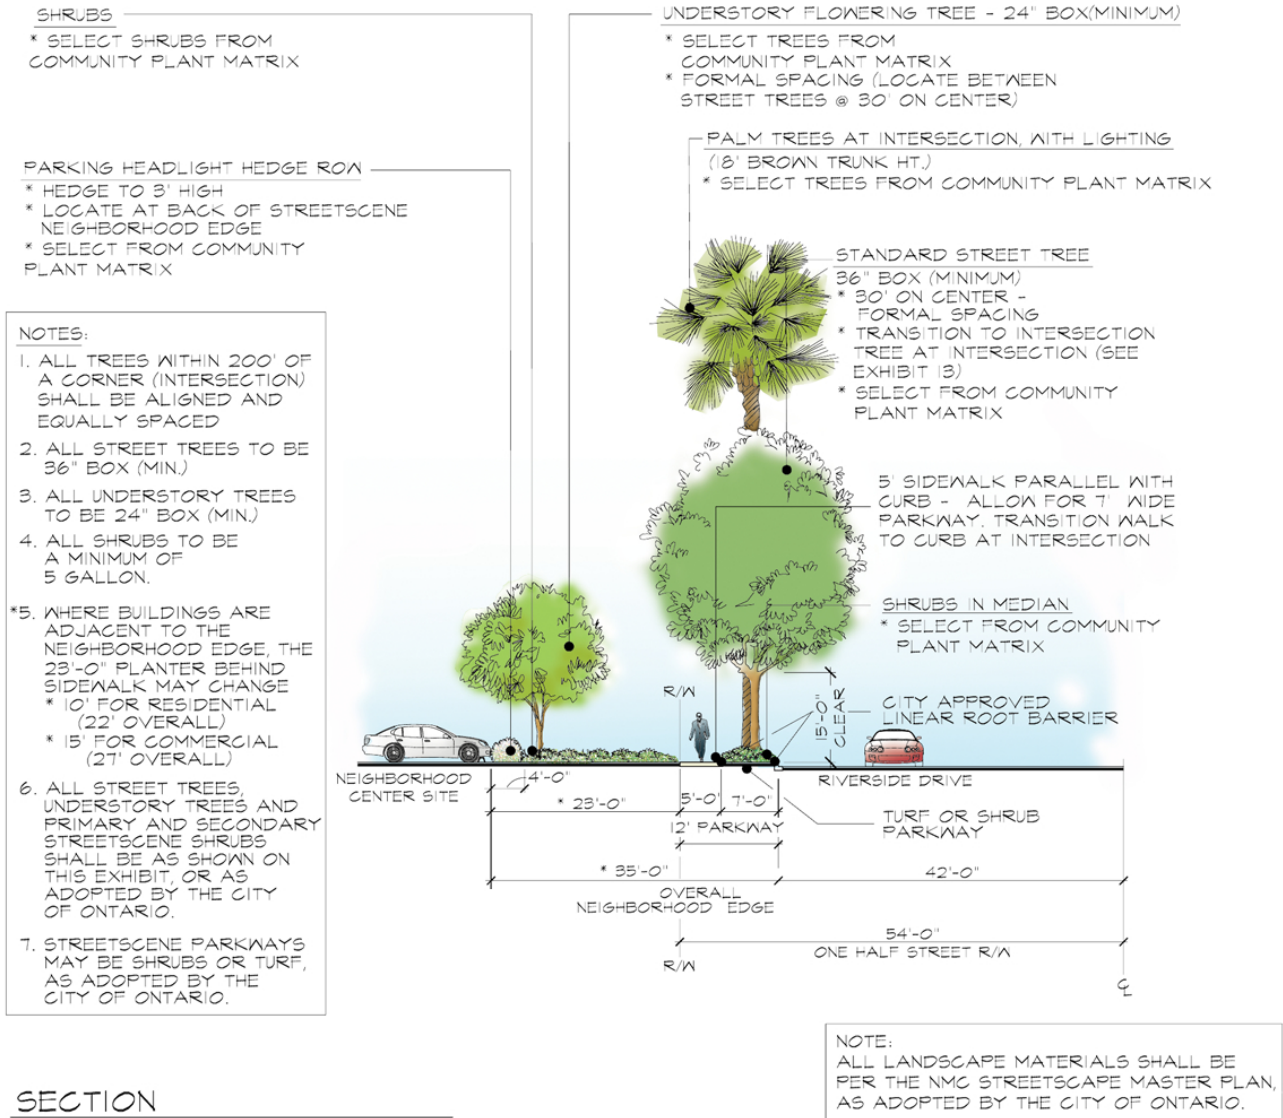 SHRUBS
* SELECT SHRUBS FROM
COMMUNITY PLANT MATRIX
UNDERSTORY FLOWERING TREE - 24" BOX(MINIMUM)
* SELECT TREES FROM
COMMUNITY PLANT MATRIX
* FORMAL SPACING (LOCATE BETWEEN
STREET TREES @ 30' ON CENTER)
PALM TREES AT INTERSECTION, WITH LIGHTING
(18' BROWN TRUNK HT.)
* SELECT TREES FROM COMMUNITY PLANT MATRIX
PARKING HEADLIGHT HEDGE ROW
* HEDGE TO 3' HIGH
* LOCATE AT BACK OF STREETSCENE
NEIGHBORHOOD EDGE
* SELECT FROM COMMUNITY
PLANT MATRIX
STANDARD STREET TREE
36" BOX (MINIMUM)
* 30' ON CENTER -
FORMAL SPACING
* TRANSITION TO INTERSECTION
TREE AT INTERSECTION (SEE
EXHIBIT 13)
* SELECT FROM COMMUNITY
PLANT MATRIX
NOTES:
1. ALL TREES WITHIN 200' OF
A CORNER (INTERSECTION)
SHALL BE ALIGNED AND
EQUALLY SPACED
2. ALL STREET TREES TO BE
36" BOX (MIN.)
3. ALL UNDERSTORY TREES
TO BE 24" BOX (MIN.)
4. ALL SHRUBS TO BE
A MINIMUM OF
5 GALLON.
*5. WHERE BUILDINGS ARE
ADJACENT TO THE
NEIGHBORHOOD EDGE, THE
23'-0" PLANTER BEHIND
SIDEWALK MAY CHANGE
* 10' FOR RESIDENTIAL
(22' OVERALL)
* 15' FOR COMMERCIAL
(27' OVERALL)
6. ALL STREET TREES,
UNDERSTORY TREES AND
PRIMARY AND SECONDARY
STREETSCENE SHRUBS
SHALL BE AS SHOWN ON
THIS EXHIBIT, OR AS
ADOPTED BY THE CITY
OF ONTARIO.
7. STREETSCENE PARKWAYS
MAY BE SHRUBS OR TURF,
AS ADOPTED BY THE
CITY OF ONTARIO.
5' SIDEWALK PARALLEL WITH
CURB - ALLOW FOR 7' WIDE
PARKWAY. TRANSITION WALK
TO CURB AT INTERSECTION
SHRUBS IN MEDIAN
* SELECT FROM COMMUNITY
PLANT MATRIX
R/W
15'-0"
CLEAR
CITY APPROVED
LINEAR ROOT BARRIER
NEIGHBORHOOD
CENTER SITE
4'-0"
RIVERSIDE DRIVE
* 23'-0"
5'-0"
7'-0"
12' PARKWAY
TURF OR SHRUB
PARKWAY
* 35'-0"
42'-0"
OVERALL
NEIGHBORHOOD EDGE
54'-0"
ONE HALF STREET R/W
R/W
℄
NOTE:
ALL LANDSCAPE MATERIALS SHALL BE
PER THE NMC STREETSCAPE MASTER PLAN,
AS ADOPTED BY THE CITY OF ONTARIO.
SECTION